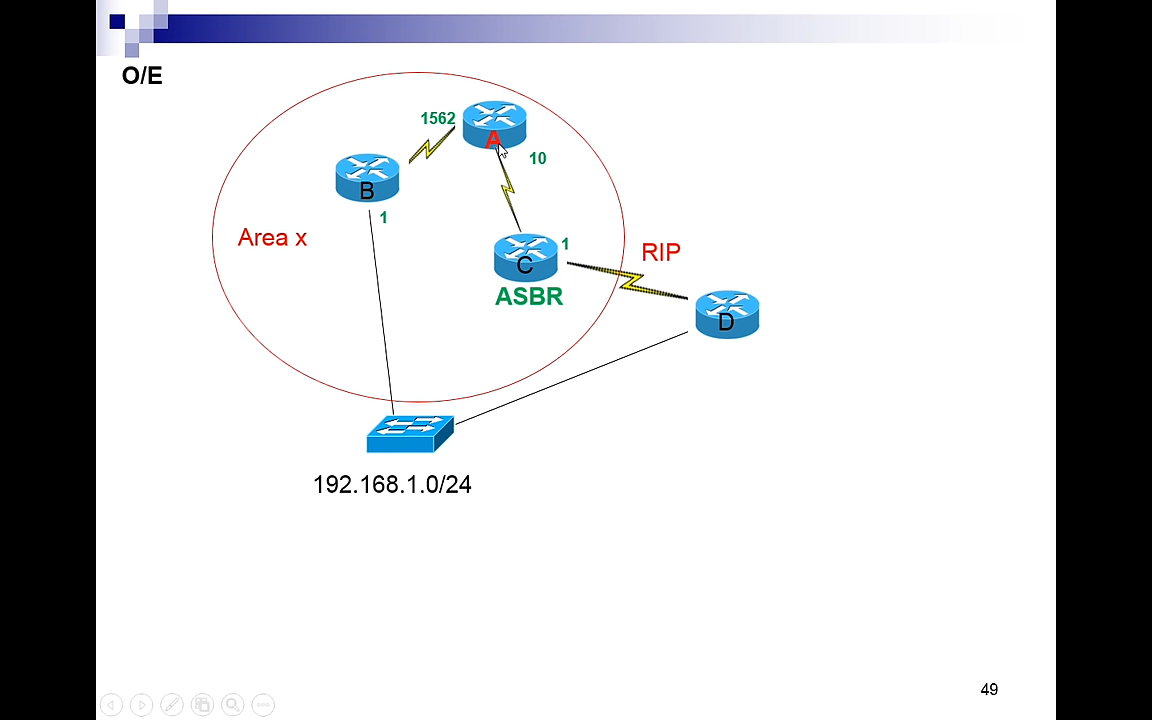 O/E
1562
A
10
B
1
Area x
1
C
RIP
ASBR
D
192.168.1.0/24
49